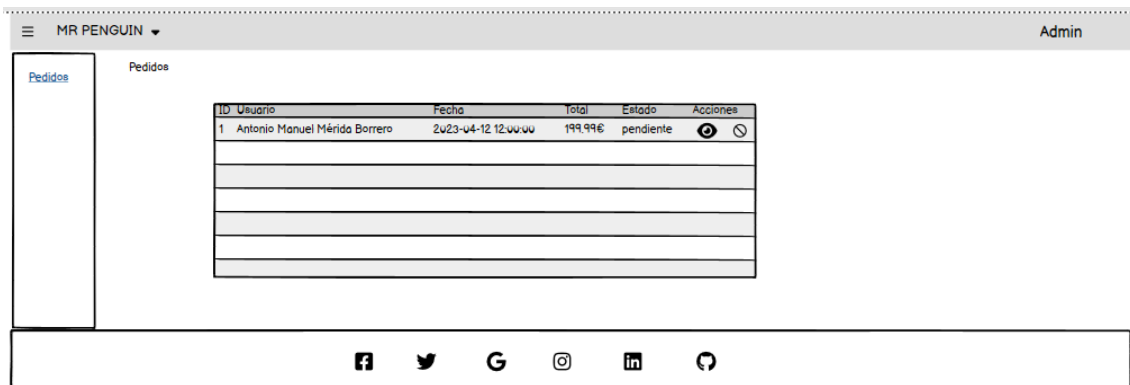 MR PENGUIN
Admin
Pedidos
Pedidos
ID Usuario Fecha Total Estado Acciones
1 Antonio Manuel Mérida Borrero 2023-04-12 12:00:00 199,99€ pendiente